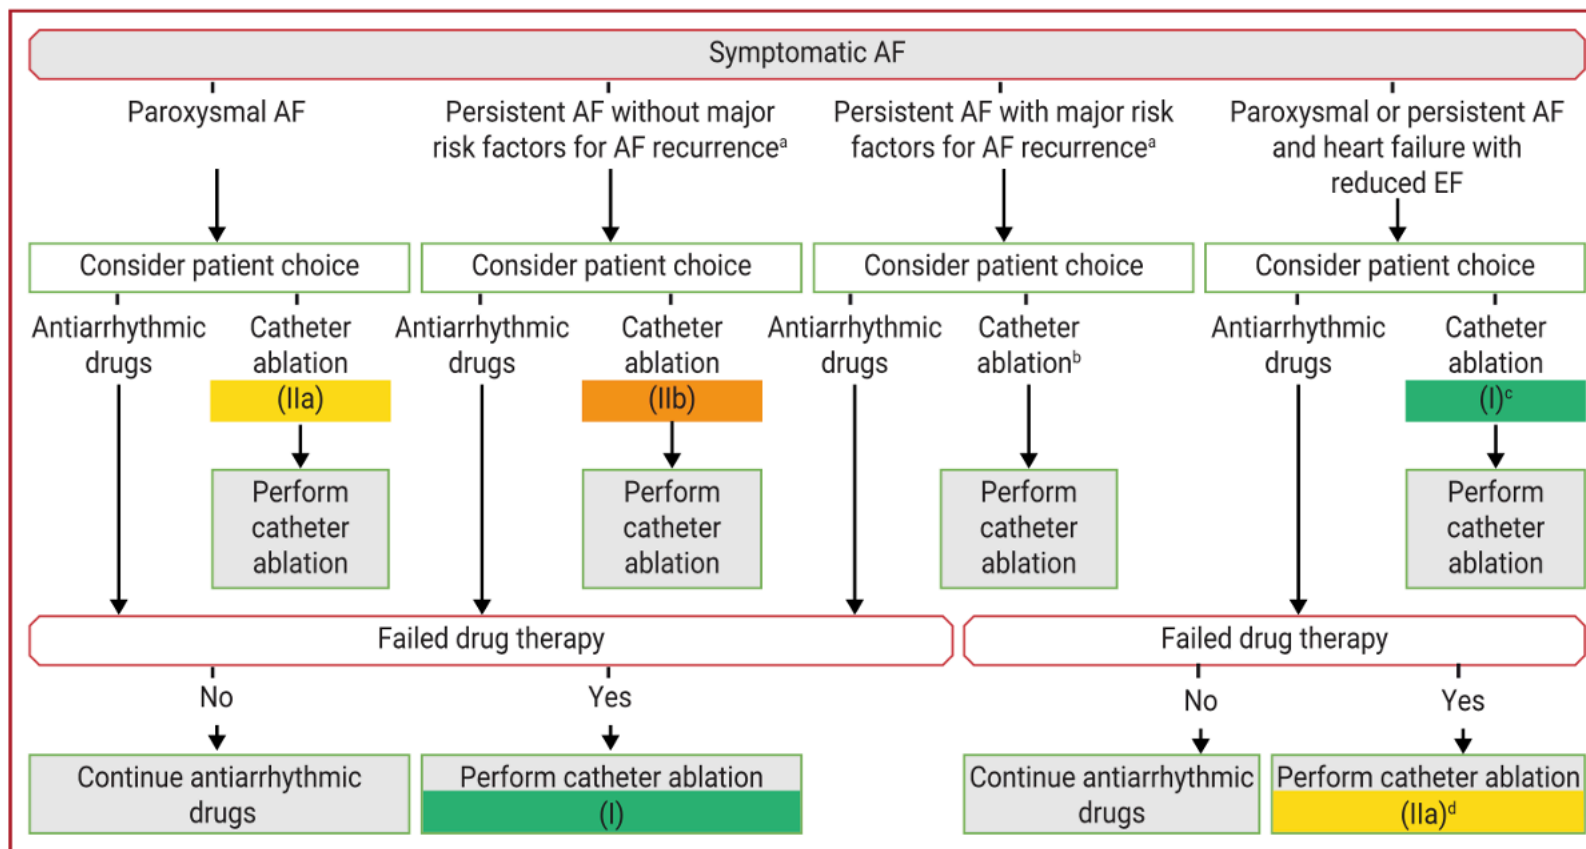 Symptomatic AF
Paroxysmal AF
Persistent AF without major
risk factors for AF recurrenceᵃ
Persistent AF with major risk
factors for AF recurrenceᵃ
Paroxysmal or persistent AF
and heart failure with
reduced EF
Consider patient choice
Consider patient choice
Consider patient choice
Consider patient choice
Antiarrhythmic
drugs
Catheter
ablation
(IIa)
Antiarrhythmic
drugs
Catheter
ablation
(IIb)
Antiarrhythmic
drugs
Catheter
ablationᵇ
Antiarrhythmic
drugs
Catheter
ablation
(I)ᶜ
Perform
catheter
ablation
Perform
catheter
ablation
Perform
catheter
ablation
Perform
catheter
ablation
Failed drug therapy
Failed drug therapy
No
Yes
No
Yes
Continue antiarrhythmic
drugs
Perform catheter ablation
(I)
Continue antiarrhythmic
drugs
Perform catheter ablation
(IIa)ᵈ